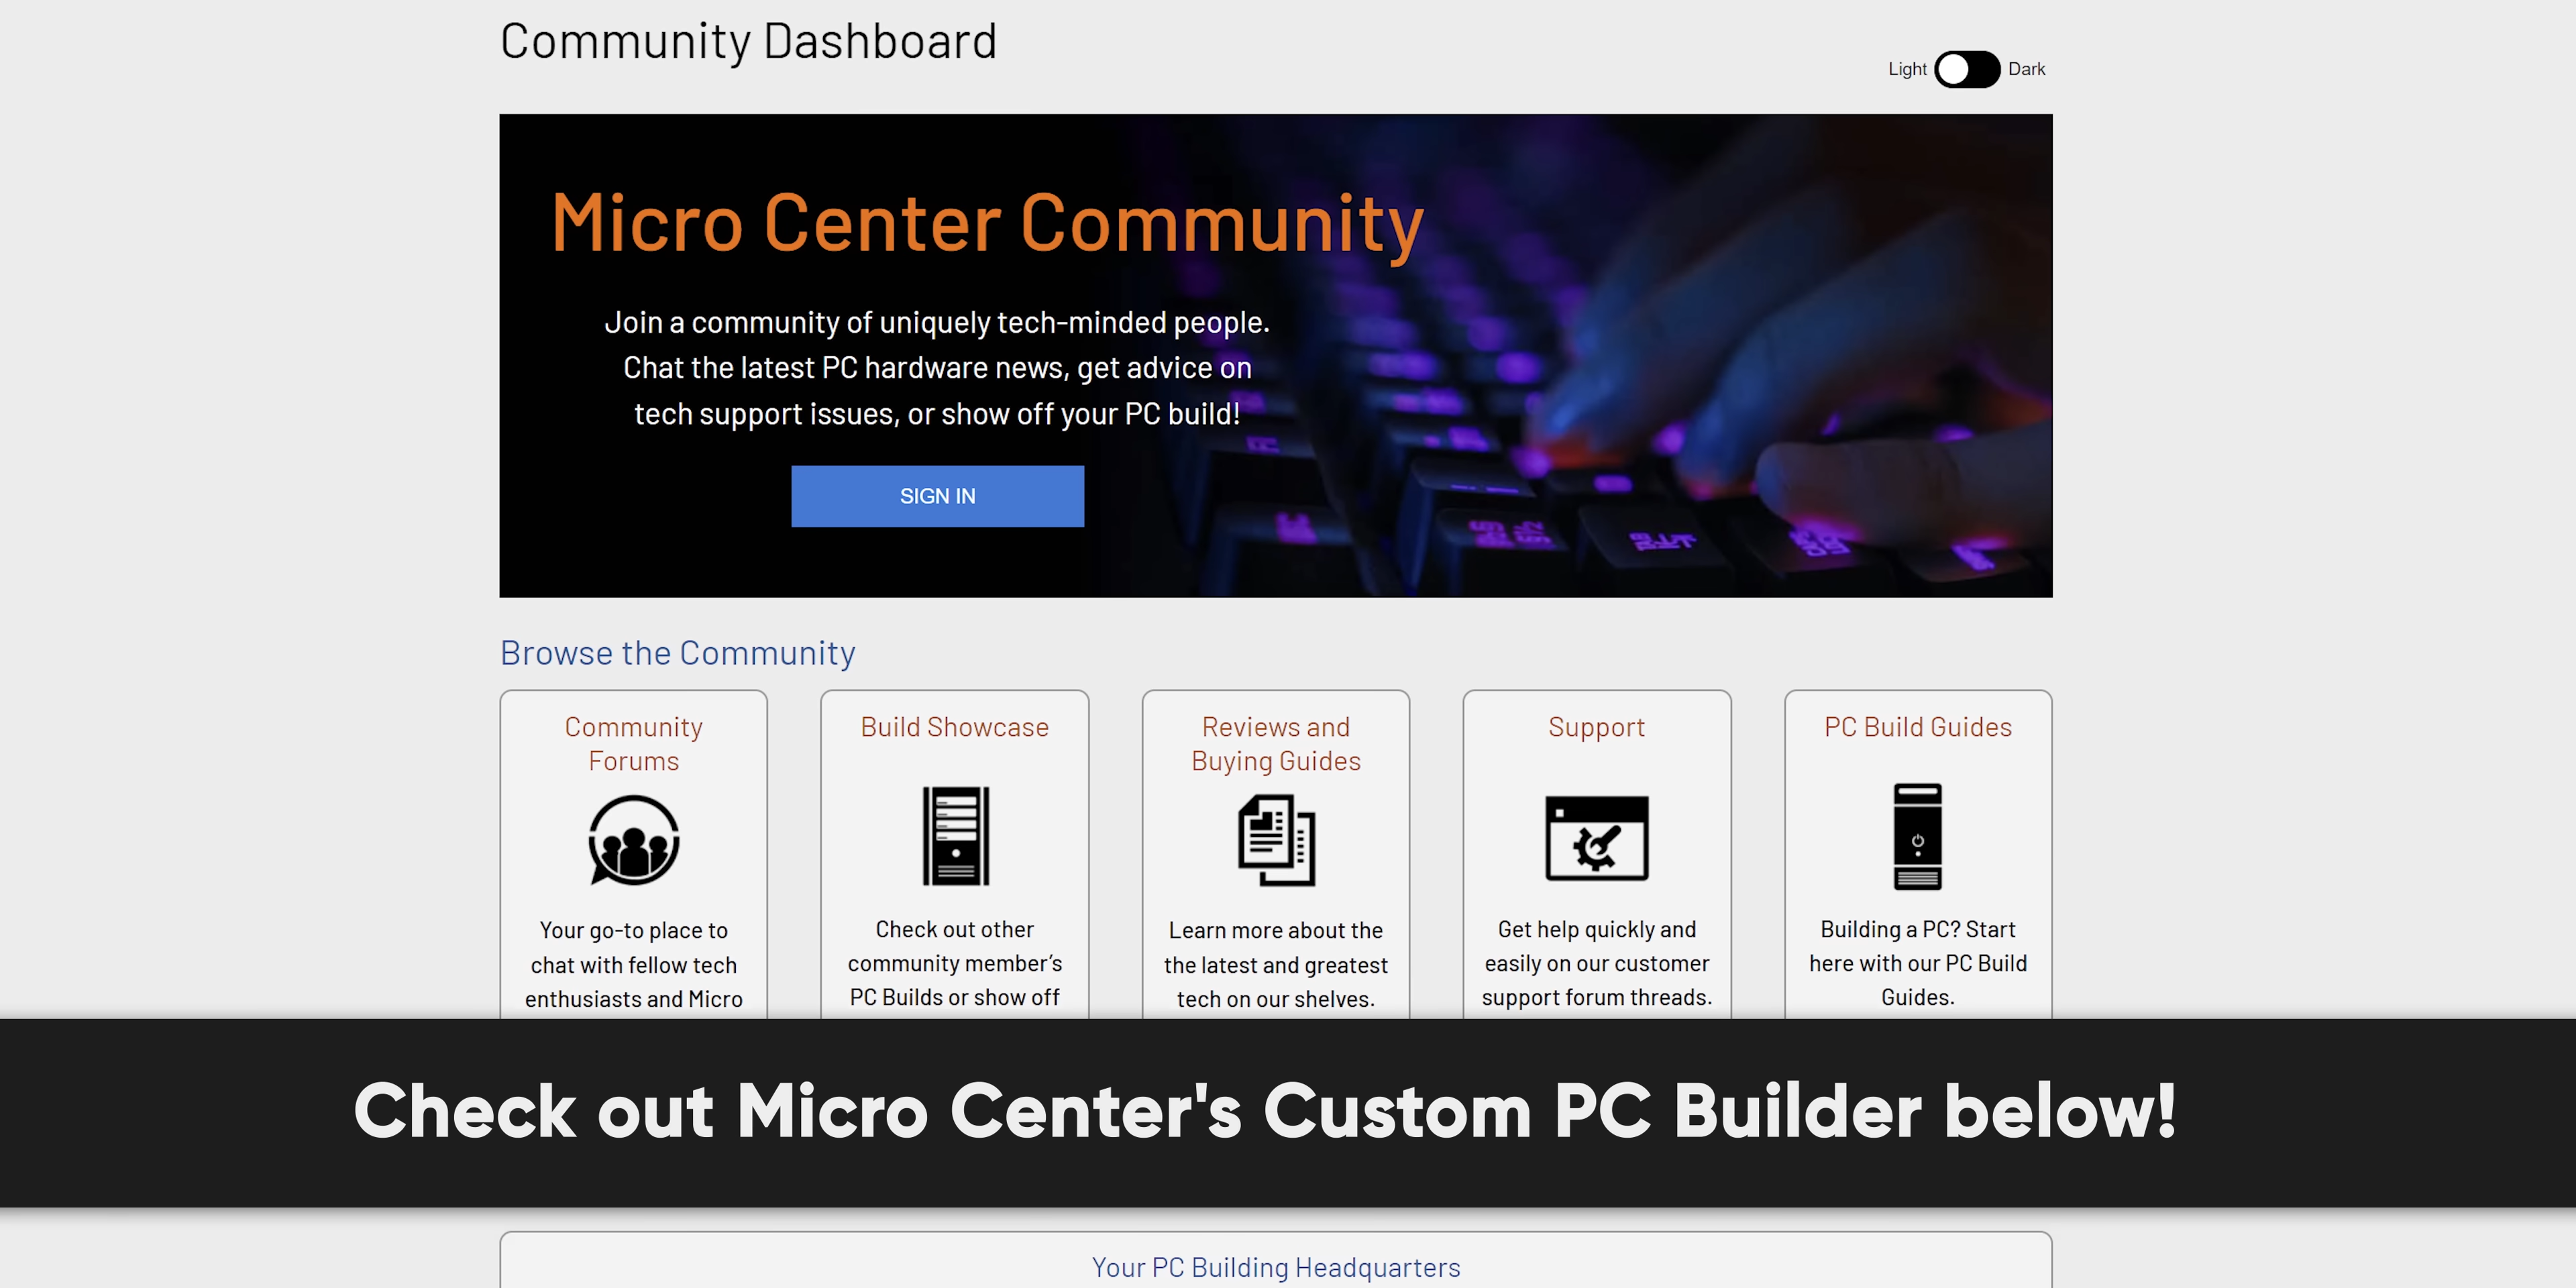 Community Dashboard
Light Dark
Micro Center Community
Join a community of uniquely tech-minded people.
Chat the latest PC hardware news, get advice on
tech support issues, or show off your PC build!
SIGN IN
Browse the Community
Community
Forums
Your go-to place to
chat with fellow tech
enthusiasts and Micro
Build Showcase
Check out other
community member's
PC Builds or show off
Reviews and
Buying Guides
Learn more about the
the latest and greatest
tech on our shelves.
Support
Get help quickly and
easily on our customer
support forum threads.
PC Build Guides
Building a PC? Start
here with our PC Build
Guides.
Check out Micro Center's Custom PC Builder below!
Your PC Building Headquarters